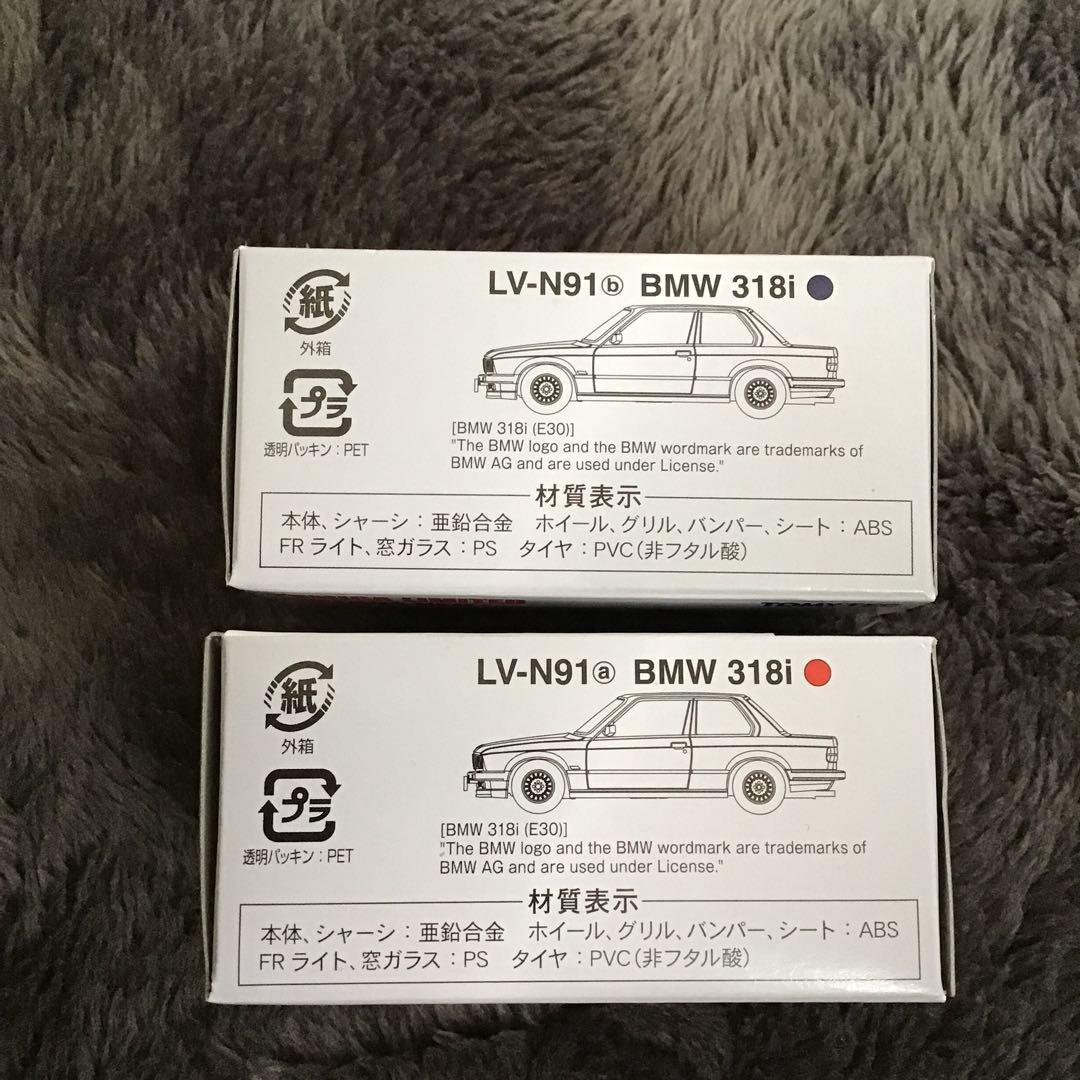 LV-N91ⓑ BMW 318i
紙
外箱
プラ
透明パッキン：PET
[BMW 318i (E30)]
"The BMW logo and the BMW wordmark are trademarks of
BMW AG and are used under License."
材質表示
本体、シャーシ：亜鉛合金　ホイール、グリル、バンパー、シート：ABS
FRライト、窓ガラス：PS　タイヤ：PVC（非フタル酸）
LIMITED
LV-N91ⓐ BMW 318i
紙
外箱
プラ
透明パッキン：PET
[BMW 318i (E30)]
"The BMW logo and the BMW wordmark are trademarks of
BMW AG and are used under License."
材質表示
本体、シャーシ：亜鉛合金　ホイール、グリル、バンパー、シート：ABS
FRライト、窓ガラス：PS　タイヤ：PVC（非フタル酸）